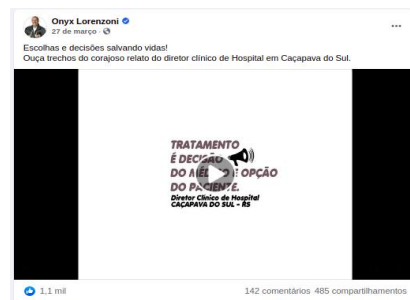 Onyx Lorenzoni
27 de março ·
Escolhas e decisões salvando vidas!
Ouça trechos do corajoso relato do diretor clínico de Hospital em Caçapava do Sul.
TRATAMENTO
É DECISÃO
DO MÉDICO E OPÇÃO
DO PACIENTE.
Diretor Clínico de Hospital
CAÇAPAVA DO SUL - RS
1,1 mil
142 comentários 485 compartilhamentos